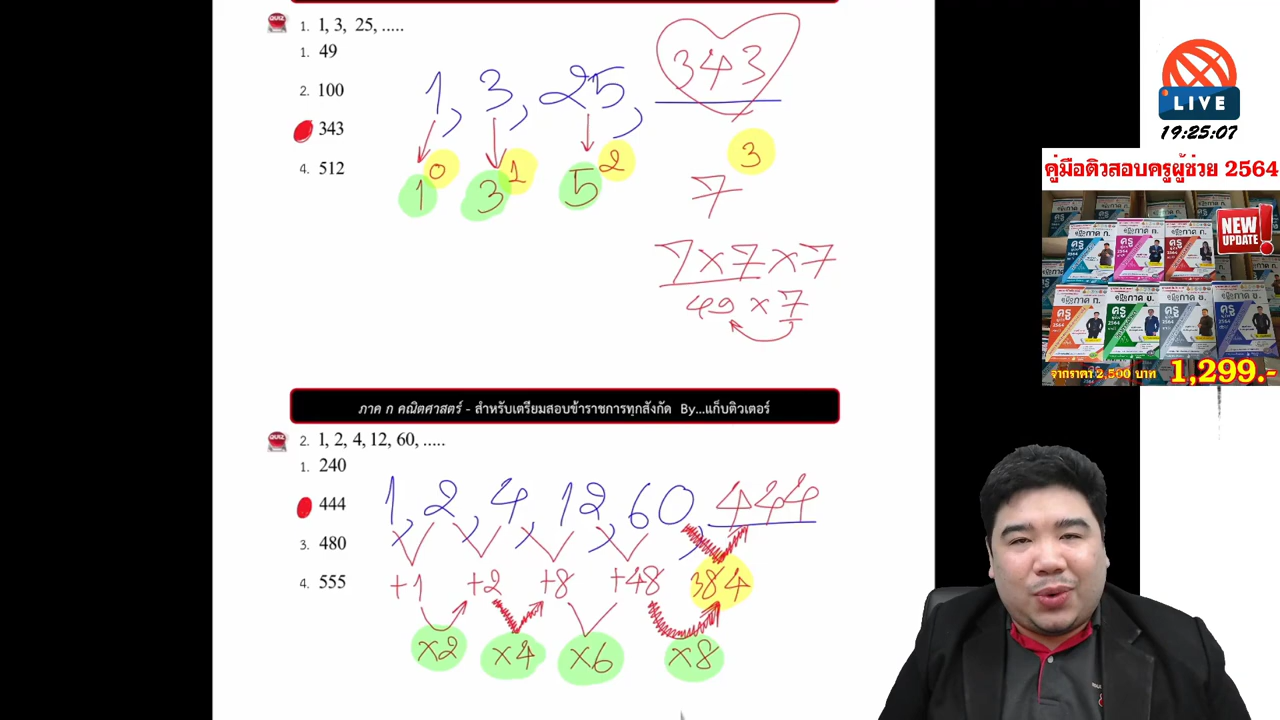 QUIZ
1. 1, 3, 25, .....
1. 49
2. 100
343
4. 512
1, 3, 25, 343
1 0 3 1 5 2 7 3
7×7×7
49 × 7
ภาค ก คณิตศาสตร์ - สำหรับเตรียมสอบข้าราชการทุกสังกัด By...แก็บติวเตอร์
QUIZ
2. 1, 2, 4, 12, 60, .....
1. 240
444
3. 480
4. 555
1, 2, 4, 12, 60, 444
+1 +2 +8 +48 384
×2 ×4 ×6 ×8
LIVE
19:25:07
คู่มือติวสอบครูผู้ช่วย 2564
NEW
UPDATE!
จากราคา 2,500 บาท 1,299.-